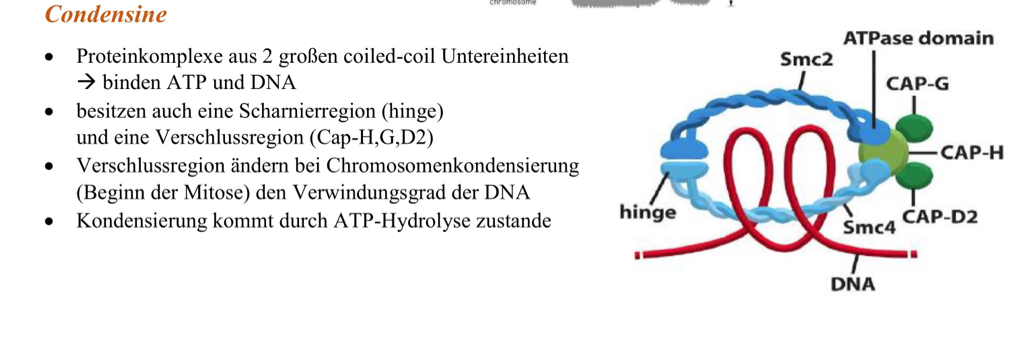 chromosome
Condensine
• Proteinkomplexe aus 2 großen coiled-coil Untereinheiten
→ binden ATP und DNA
• besitzen auch eine Scharnierregion (hinge)
und eine Verschlussregion (Cap-H,G,D2)
• Verschlussregion ändern bei Chromosomenkondensierung
(Beginn der Mitose) den Verwindungsgrad der DNA
• Kondensierung kommt durch ATP-Hydrolyse zustande
ATPase domain
Smc2
CAP-G
CAP-H
hinge
CAP-D2
Smc4
DNA